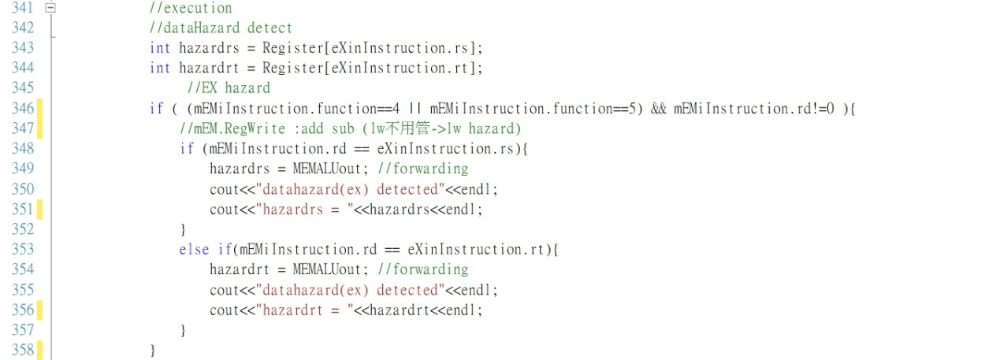 341 //execution
342 //dataHazard detect
343 int hazardrs = Register[eXinInstruction.rs];
344 int hazardrt = Register[eXinInstruction.rt];
345 //EX hazard
346 if ( (mEMiInstruction.function==4 || mEMiInstruction.function==5) && mEMiInstruction.rd!=0 ){
347 //mEM.RegWrite :add sub (lw不用管->lw hazard)
348 if (mEMiInstruction.rd == eXinInstruction.rs){
349 hazardrs = MEMALUout; //forwarding
350 cout<<"datahazard(ex) detected"<<endl;
351 cout<<"hazardrs = "<<hazardrs<<endl;
352 }
353 else if(mEMiInstruction.rd == eXinInstruction.rt){
354 hazardrt = MEMALUout; //forwarding
355 cout<<"datahazard(ex) detected"<<endl;
356 cout<<"hazardrt = "<<hazardrt<<endl;
357 }
358 }